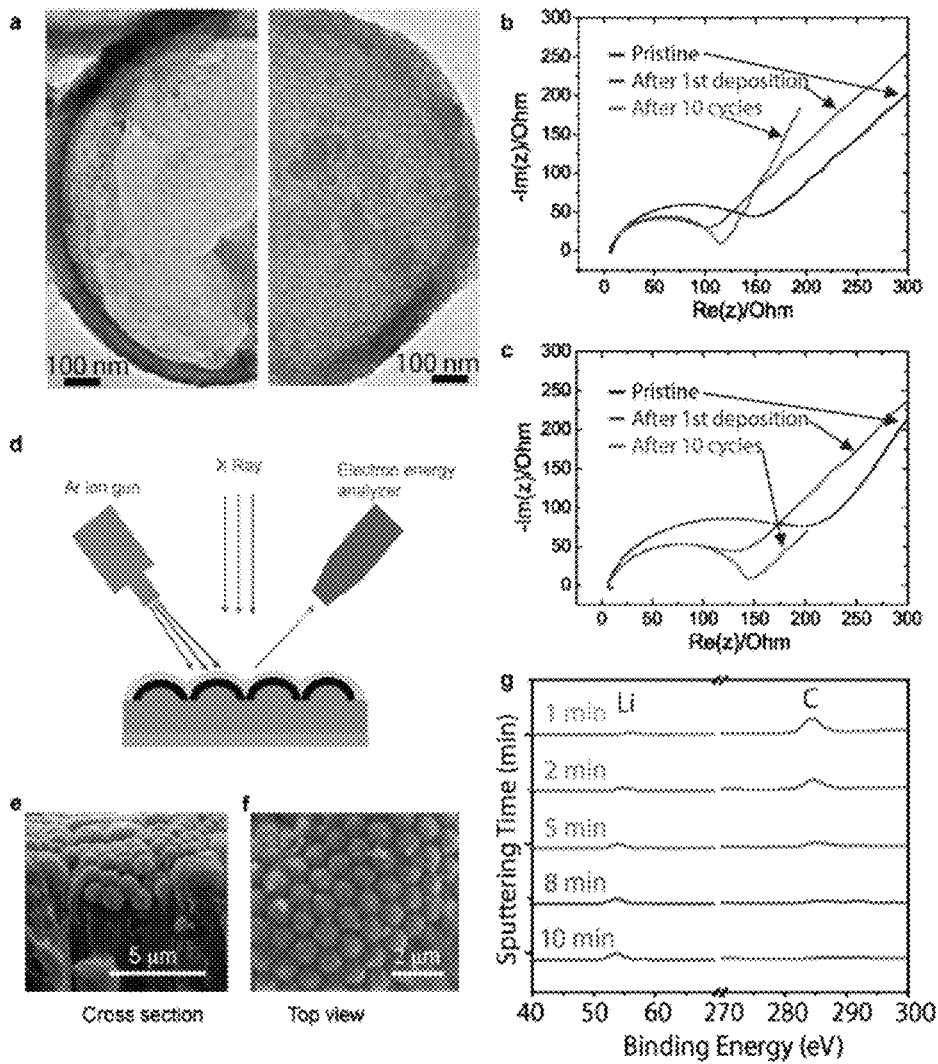 a
100 nm
100 nm
b
-Im(z)/Ohm
300
250
200
150
100
50
0
Pristine
After 1st deposition
After 10 cycles
0 50 100 150 200 250 300
Re(z)/Ohm
c
-Im(z)/Ohm
300
250
200
150
100
50
0
Pristine
After 1st deposition
After 10 cycles
0 50 100 150 200 250 300
Re(z)/Ohm
d
Ar ion gun
X Ray
Electron energy
analyzer
e
5 μm
Cross section
f
2 μm
Top view
g
Sputtering Time (min)
Li
C
1 min
2 min
5 min
8 min
10 min
40 50 60 270 280 290 300
Binding Energy (eV)